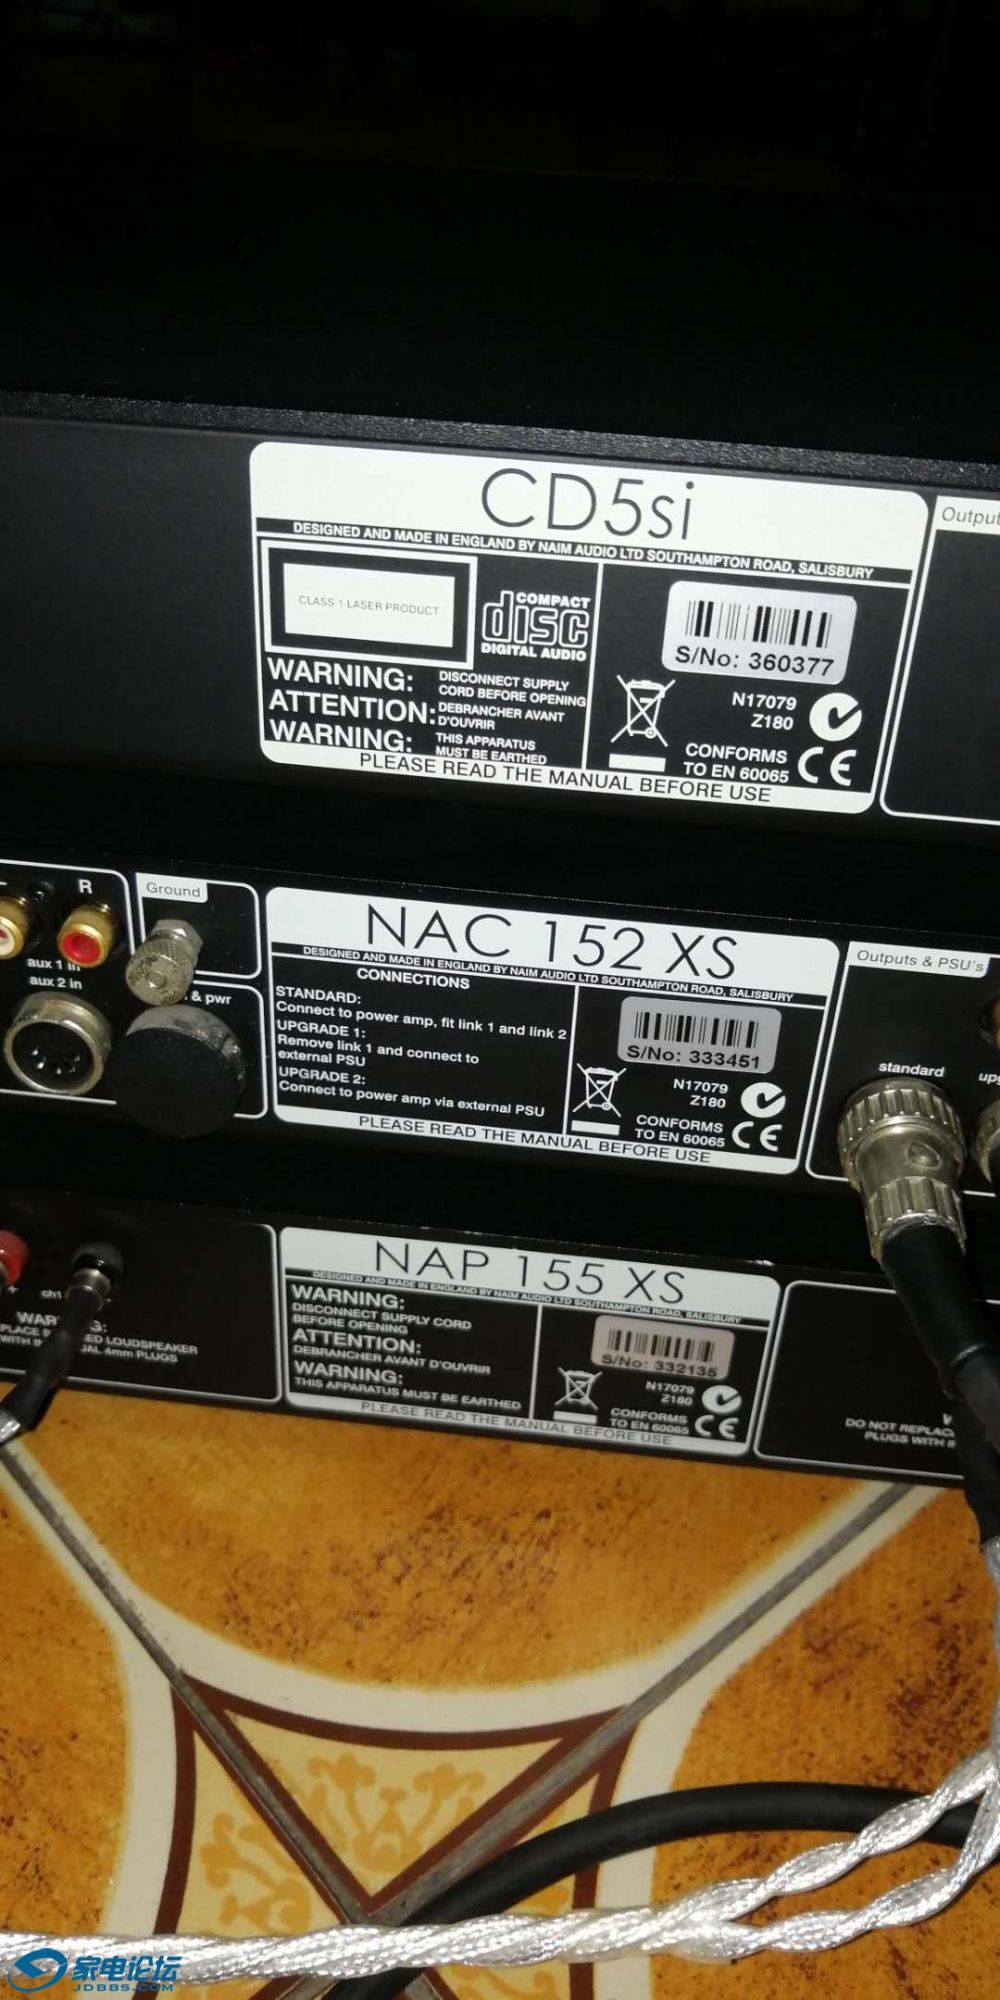 CD5si
DESIGNED AND MADE IN ENGLAND BY NAIM AUDIO LTD SOUTHAMPTON ROAD, SALISBURY
Output
CLASS 1 LASER PRODUCT
COMPACT
disc
DIGITAL AUDIO
S/No: 360377
WARNING: DISCONNECT SUPPLY
CORD BEFORE OPENING
ATTENTION: DEBRANCHER AVANT
D'OUVRIR
WARNING: THIS APPARATUS
MUST BE EARTHED
N17079
Z180
CONFORMS
TO EN 60065
CE
PLEASE READ THE MANUAL BEFORE USE
R
Ground
aux 1 in
aux 2 in
& pwr
NAC 152 XS
DESIGNED AND MADE IN ENGLAND BY NAIM AUDIO LTD SOUTHAMPTON ROAD, SALISBURY
CONNECTIONS
STANDARD:
Connect to power amp, fit link 1 and link 2
UPGRADE 1:
Remove link 1 and connect to
external PSU
UPGRADE 2:
Connect to power amp via external PSU
S/No: 333451
N17079
Z180
CONFORMS
TO EN 60065
CE
PLEASE READ THE MANUAL BEFORE USE
Outputs & PSU's
standard
upg
+
ch1
LOUDSPEAKER
4mm PLUGS
NAP 155 XS
DESIGNED AND MADE IN ENGLAND BY NAIM AUDIO LTD SOUTHAMPTON ROAD, SALISBURY
WARNING:
DISCONNECT SUPPLY CORD
BEFORE OPENING
ATTENTION:
DEBRANCHER AVANT D'OUVRIR
WARNING:
THIS APPARATUS MUST BE EARTHED
S/No: 332135
N17079
Z180
CONFORMS
TO EN 60065
CE
PLEASE READ THE MANUAL BEFORE USE
DO NOT REPLAC
PLUGS WITH
家电论坛
JDBBS.COM